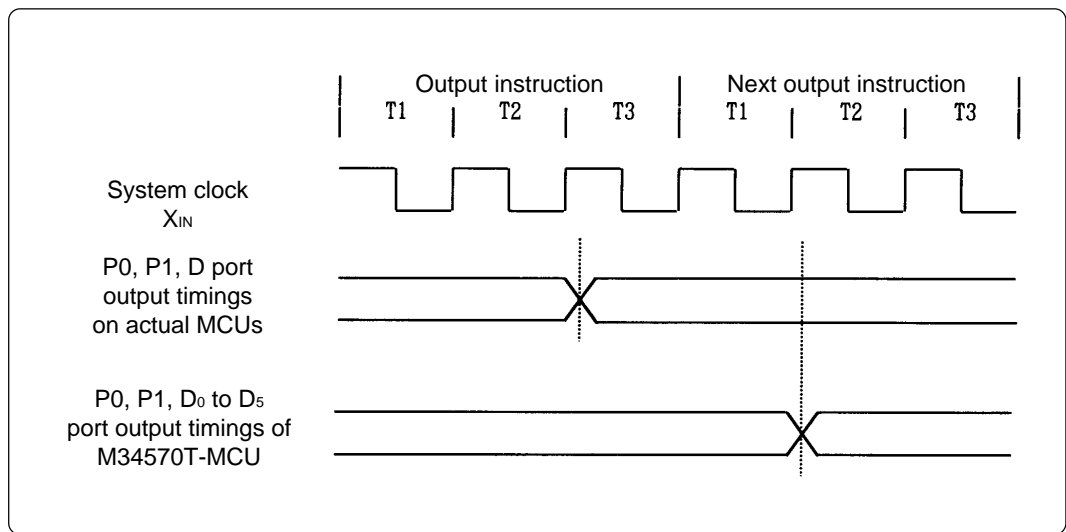 Output instruction Next output instruction
T1 T2 T3 T1 T2 T3
System clock
XIN
P0, P1, D port
output timings
on actual MCUs
P0, P1, D0 to D5
port output timings of
M34570T-MCU